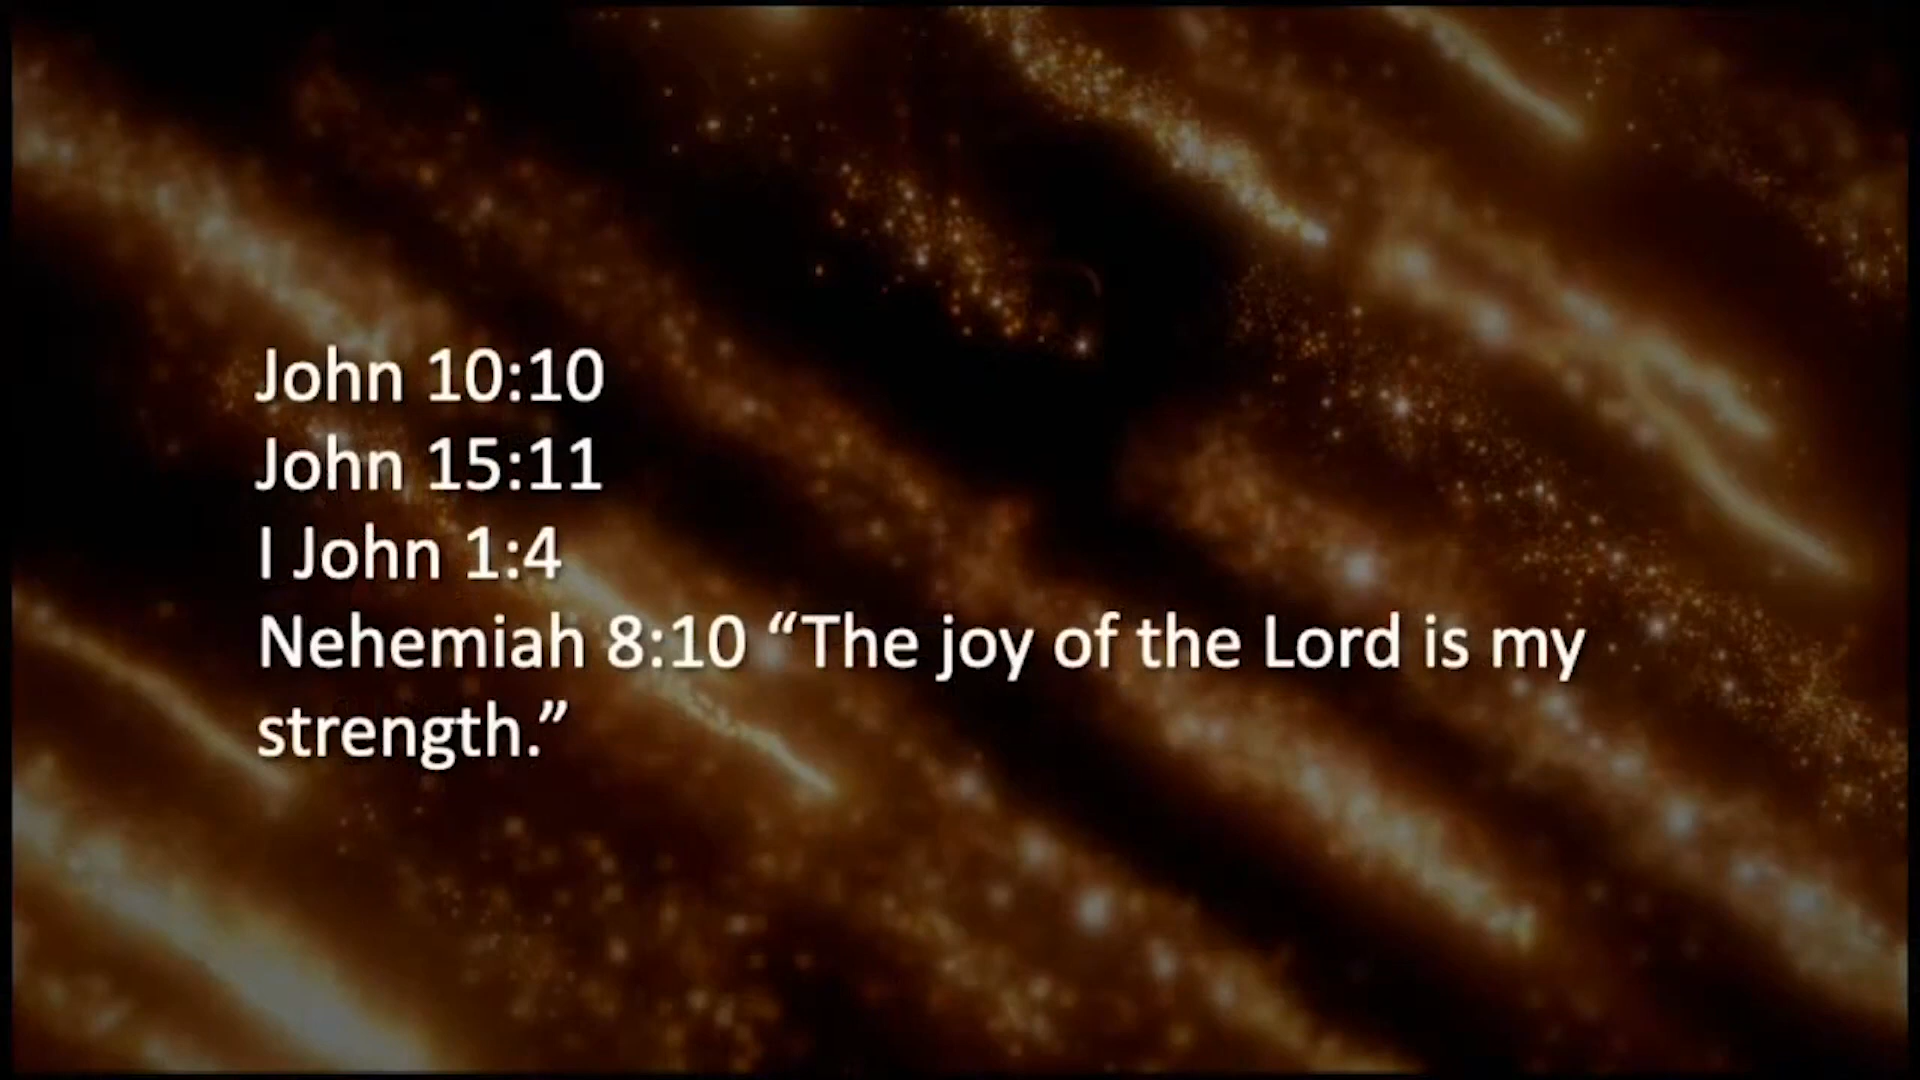 John 10:10
John 15:11
I John 1:4
Nehemiah 8:10 “The joy of the Lord is my
strength.”